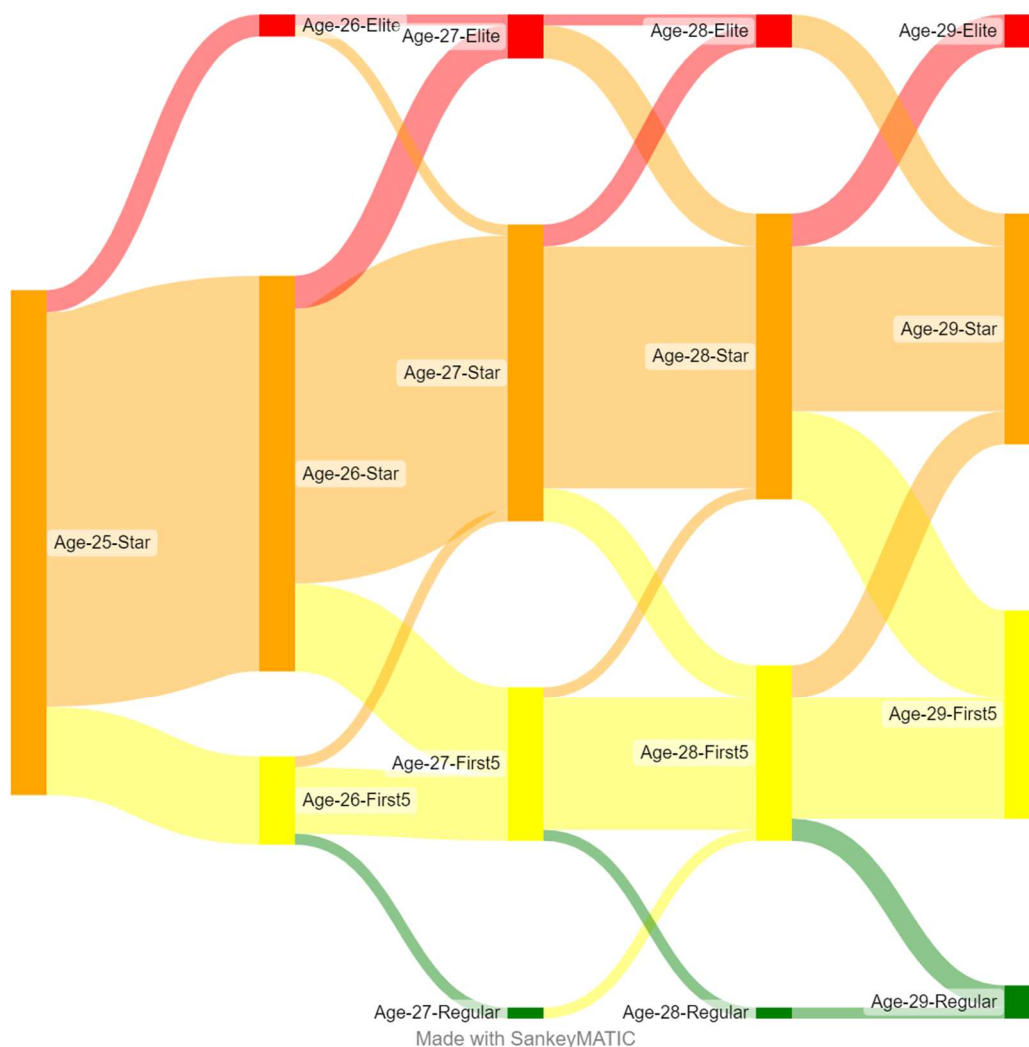 Age-26-Elite
Age-27-Elite
Age-28-Elite
Age-29-Elite
Age-25-Star
Age-26-Star
Age-27-Star
Age-28-Star
Age-29-Star
Age-26-First5
Age-27-First5
Age-28-First5
Age-29-First5
Age-27-Regular
Age-28-Regular
Age-29-Regular
Made with SankeyMATIC